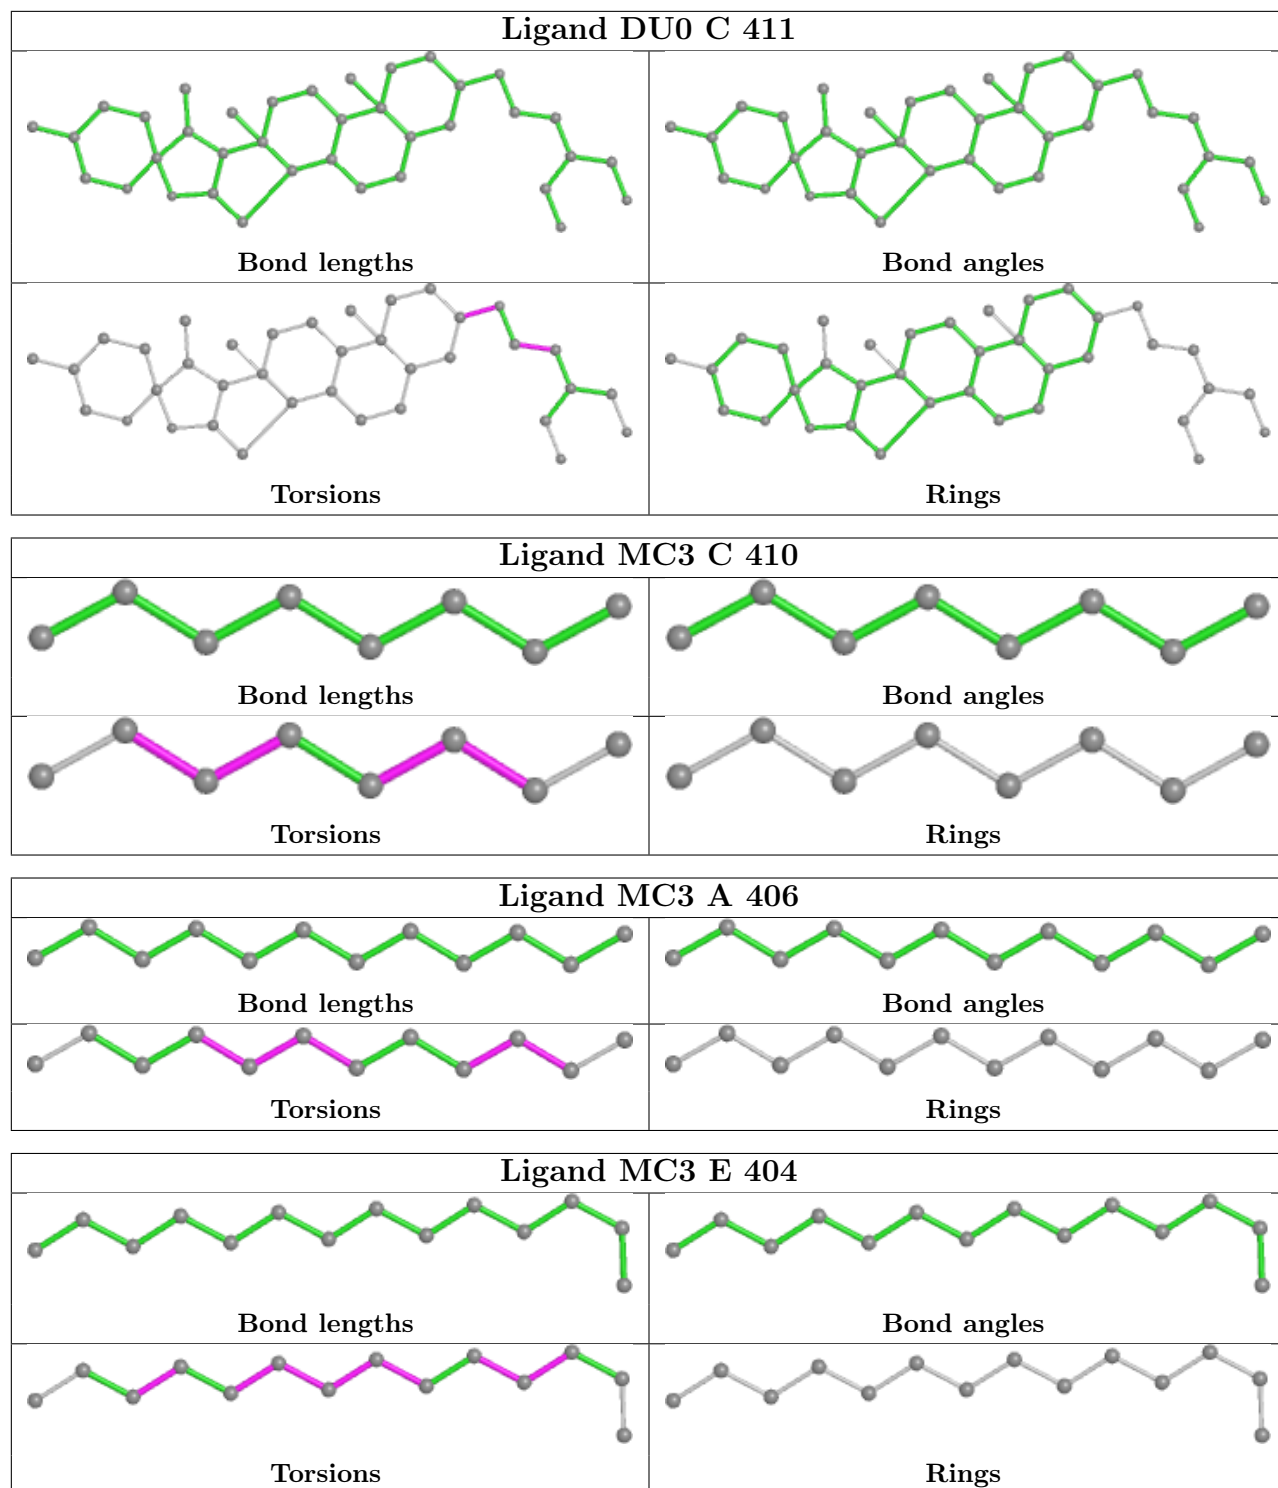 Ligand DU0 C 411
Bond lengths
Bond angles
Torsions
Rings
Ligand MC3 C 410
Bond lengths
Bond angles
Torsions
Rings
Ligand MC3 A 406
Bond lengths
Bond angles
Torsions
Rings
Ligand MC3 E 404
Bond lengths
Bond angles
Torsions
Rings